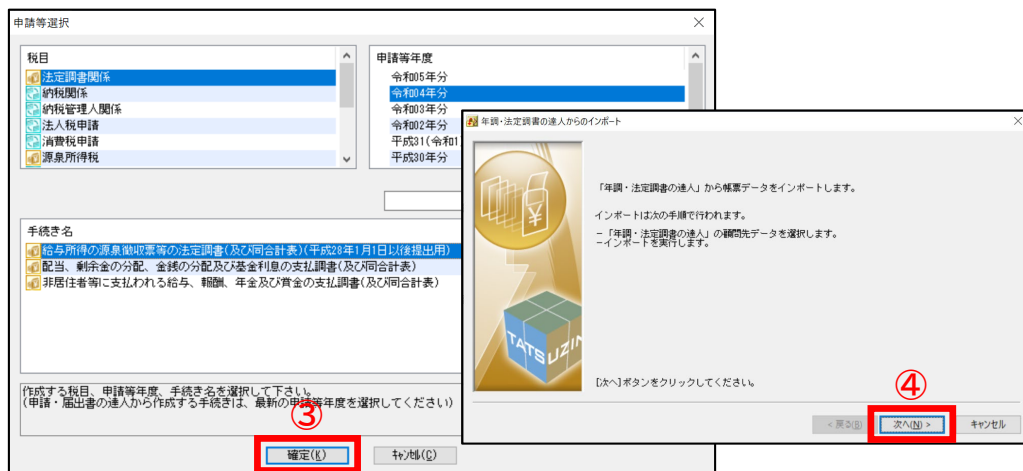 申請等選択
税目
法定調書関係
納税関係
納税管理人関係
法人税申請
消費税申請
源泉所得税
申請等年度
令和05年分
令和04年分
令和03年分
令和02年分
平成31(令和1
平成30年分
手続き名
給与所得の源泉徴収票等の法定調書(及び同合計表)(平成28年1月1日以後提出用)
配当、剰余金の分配、金銭の分配及び基金利息の支払調書(及び同合計表)
非居住者等に支払われる給与、報酬、年金及び賞金の支払調書(及び同合計表)
作成する税目、申請等年度、手続き名を選択して下さい。
(申請・届出書の達人から作成する手続きは、最新の申請等年度を選択してください)
③
確定(K)
キャンセル(C)
年調・法定調書の達人からのインポート
「年調・法定調書の達人」から帳票データをインポートします。
インポートは次の手順で行われます。
-「年調・法定調書の達人」の顧問先データを選択します。
-インポートを実行します。
TATSUZIN
[次へ]ボタンをクリックしてください。
④
< 戻る(B)
次へ(N) >
キャンセル